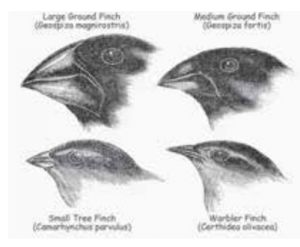 Large Ground Finch
(Geospiza magnirostris)
Medium Ground Finch
(Geospiza fortis)
Small Tree Finch
(Camarhynchus parvulus)
Warbler Finch
(Certhidea olivacea)